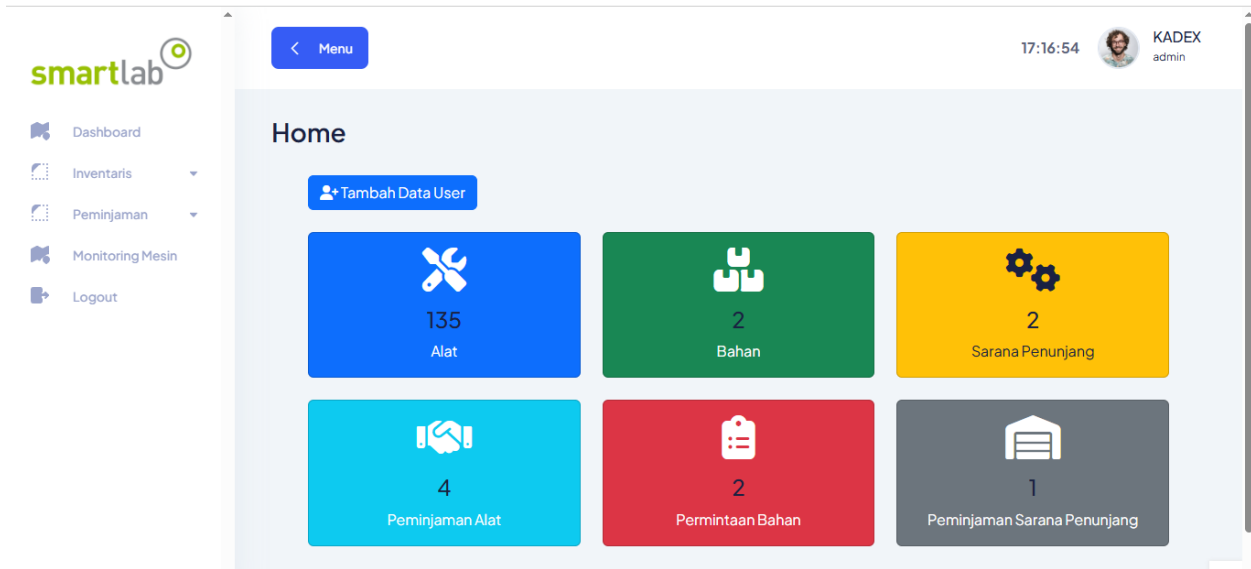 smartlab
Dashboard
Inventaris
Peminjaman
Monitoring Mesin
Logout
Menu
17:16:54
KADEX
admin
Home
Tambah Data User
135
Alat
2
Bahan
2
Sarana Penunjang
4
Peminjaman Alat
2
Permintaan Bahan
1
Peminjaman Sarana Penunjang